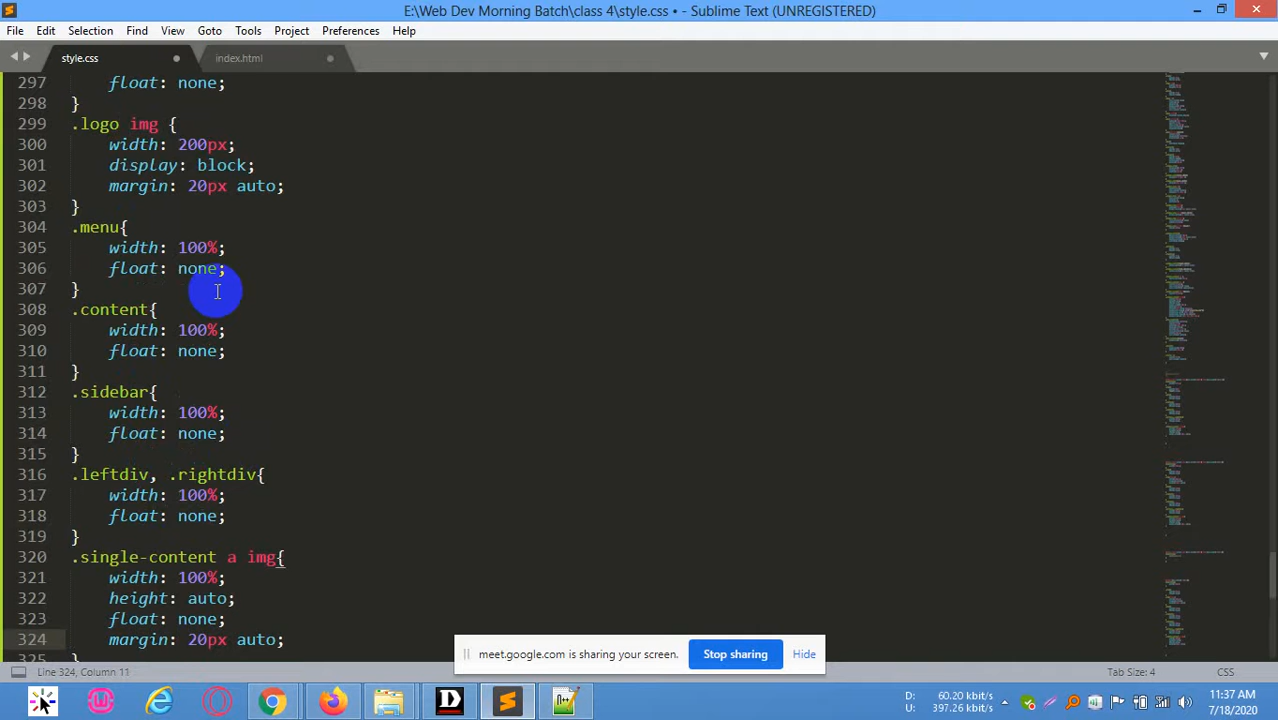 E:\Web Dev Morning Batch\class 4\style.css • - Sublime Text (UNREGISTERED)
File Edit Selection Find View Goto Tools Project Preferences Help
style.css index.html
297 float: none;
298 }
299 .logo img {
300 width: 200px;
301 display: block;
302 margin: 20px auto;
303 }
304 .menu{
305 width: 100%;
306 float: none;
307 }
308 .content{
309 width: 100%;
310 float: none;
311 }
312 .sidebar{
313 width: 100%;
314 float: none;
315 }
316 .leftdiv, .rightdiv{
317 width: 100%;
318 float: none;
319 }
320 .single-content a img{
321 width: 100%;
322 height: auto;
323 float: none;
324 margin: 20px auto;
325 }
meet.google.com is sharing your screen. Stop sharing Hide
Line 324, Column 11 Tab Size: 4 CSS
D: 60.20 kbit/s
U: 397.26 kbit/s
11:37 AM
7/18/2020